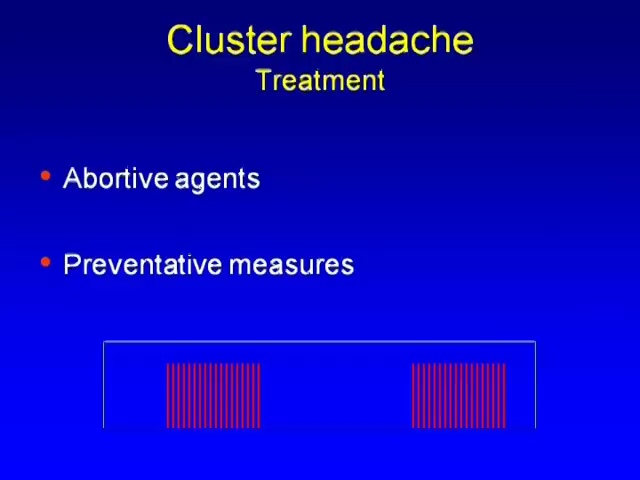 Cluster headache
Treatment
• Abortive agents
• Preventative measures